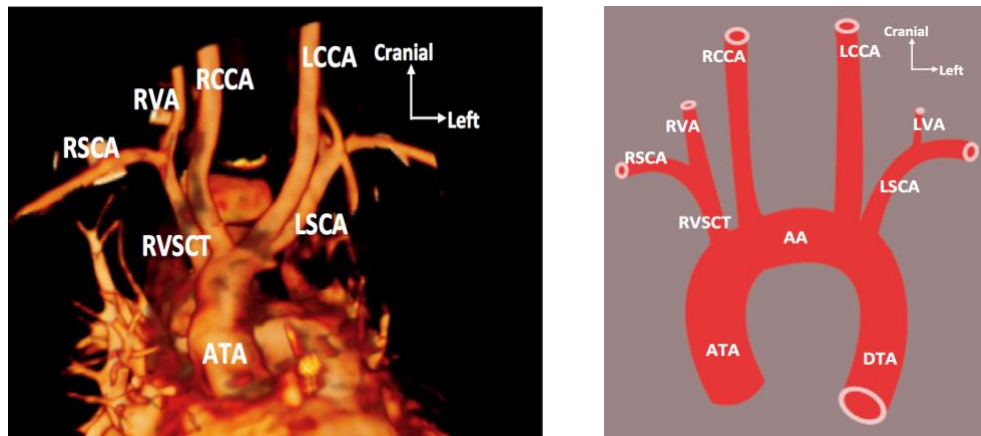 RCCA
LCCA
Cranial
RVA
Left
RSCA
LSCA
RVSCT
ATA
Cranial
RCCA
LCCA
Left
RVA
LVA
RSCA
LSCA
RVSCT
AA
ATA
DTA